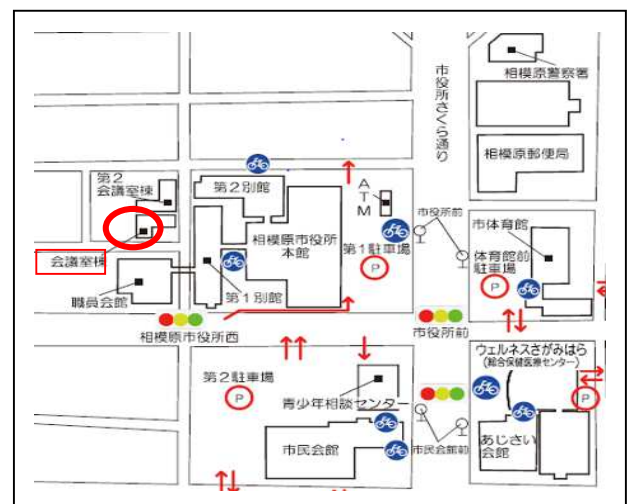 相模原警察署
市役所さくら通り
相模原郵便局
第2
会議室棟
第2別館
ATM
市役所前
市体育館
会議室棟
相模原市役所
本館
第1駐車場
P
体育館前
駐車場
P
職員会館
第1別館
相模原市役所西
市役所前
ウェルネスさがみはら
(総合保健医療センター)
第2駐車場
P
青少年相談センター
P
市民会館
市民会館前
あじさい
会館